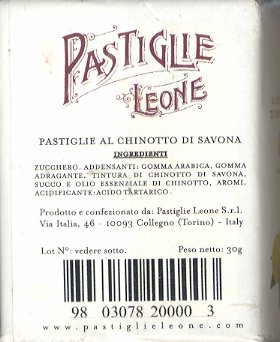 PASTIGLIE
LEONE
PASTIGLIE AL CHINOTTO DI SAVONA
INGREDIENTI
ZUCCHERO. ADDENSANTI: GOMMA ARABICA, GOMMA
ADRAGANTE. TINTURA DI CHINOTTO DI SAVONA,
SUCCO E OLIO ESSENZIALE DI CHINOTTO, AROMI.
ACIDIFICANTE: ACIDO TARTARICO.
Prodotto e confezionato da: Pastiglie Leone S.r.l.
Via Italia, 46 - 10093 Collegno (Torino) - Italy
Lot N°: vedere sotto. Peso netto: 30g
98 03078 20000 3
www.pastiglieleone.com